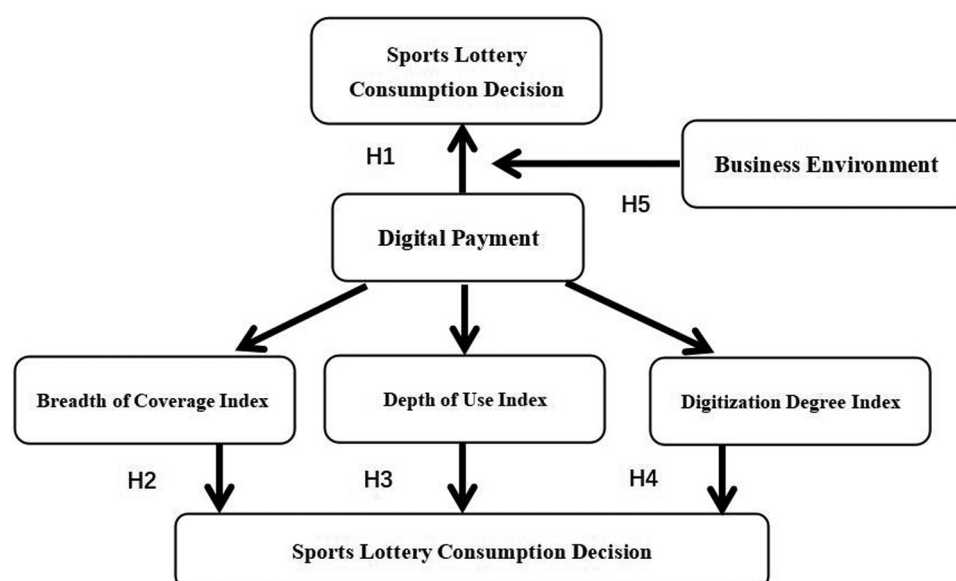 Sports Lottery
Consumption Decision
H1
Business Environment
H5
Digital Payment
Breadth of Coverage Index
Depth of Use Index
Digitization Degree Index
H2
H3
H4
Sports Lottery Consumption Decision